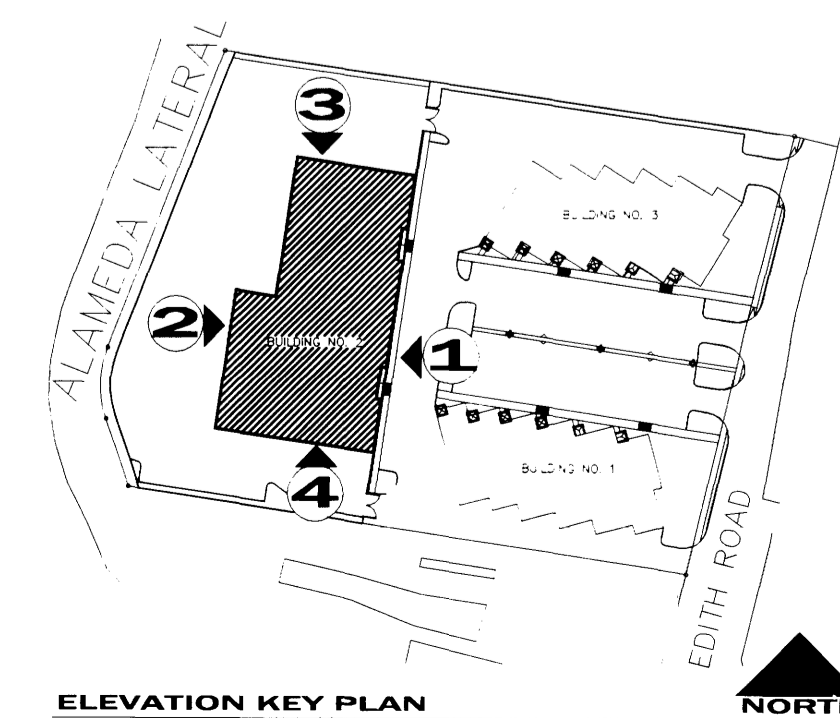 ALAMEDA LATERAL
3
BUILDING NO. 3
2
BUILDING NO. 2
1
BUILDING NO. 1
4
EDITH ROAD
ELEVATION KEY PLAN
NORTH